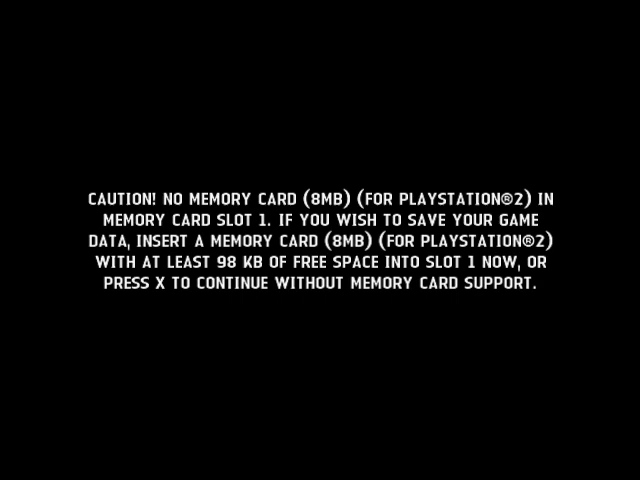 CAUTION! NO MEMORY CARD (8MB) (FOR PLAYSTATION®2) IN
MEMORY CARD SLOT 1. IF YOU WISH TO SAVE YOUR GAME
DATA, INSERT A MEMORY CARD (8MB) (FOR PLAYSTATION®2)
WITH AT LEAST 98 KB OF FREE SPACE INTO SLOT 1 NOW, OR
PRESS X TO CONTINUE WITHOUT MEMORY CARD SUPPORT.